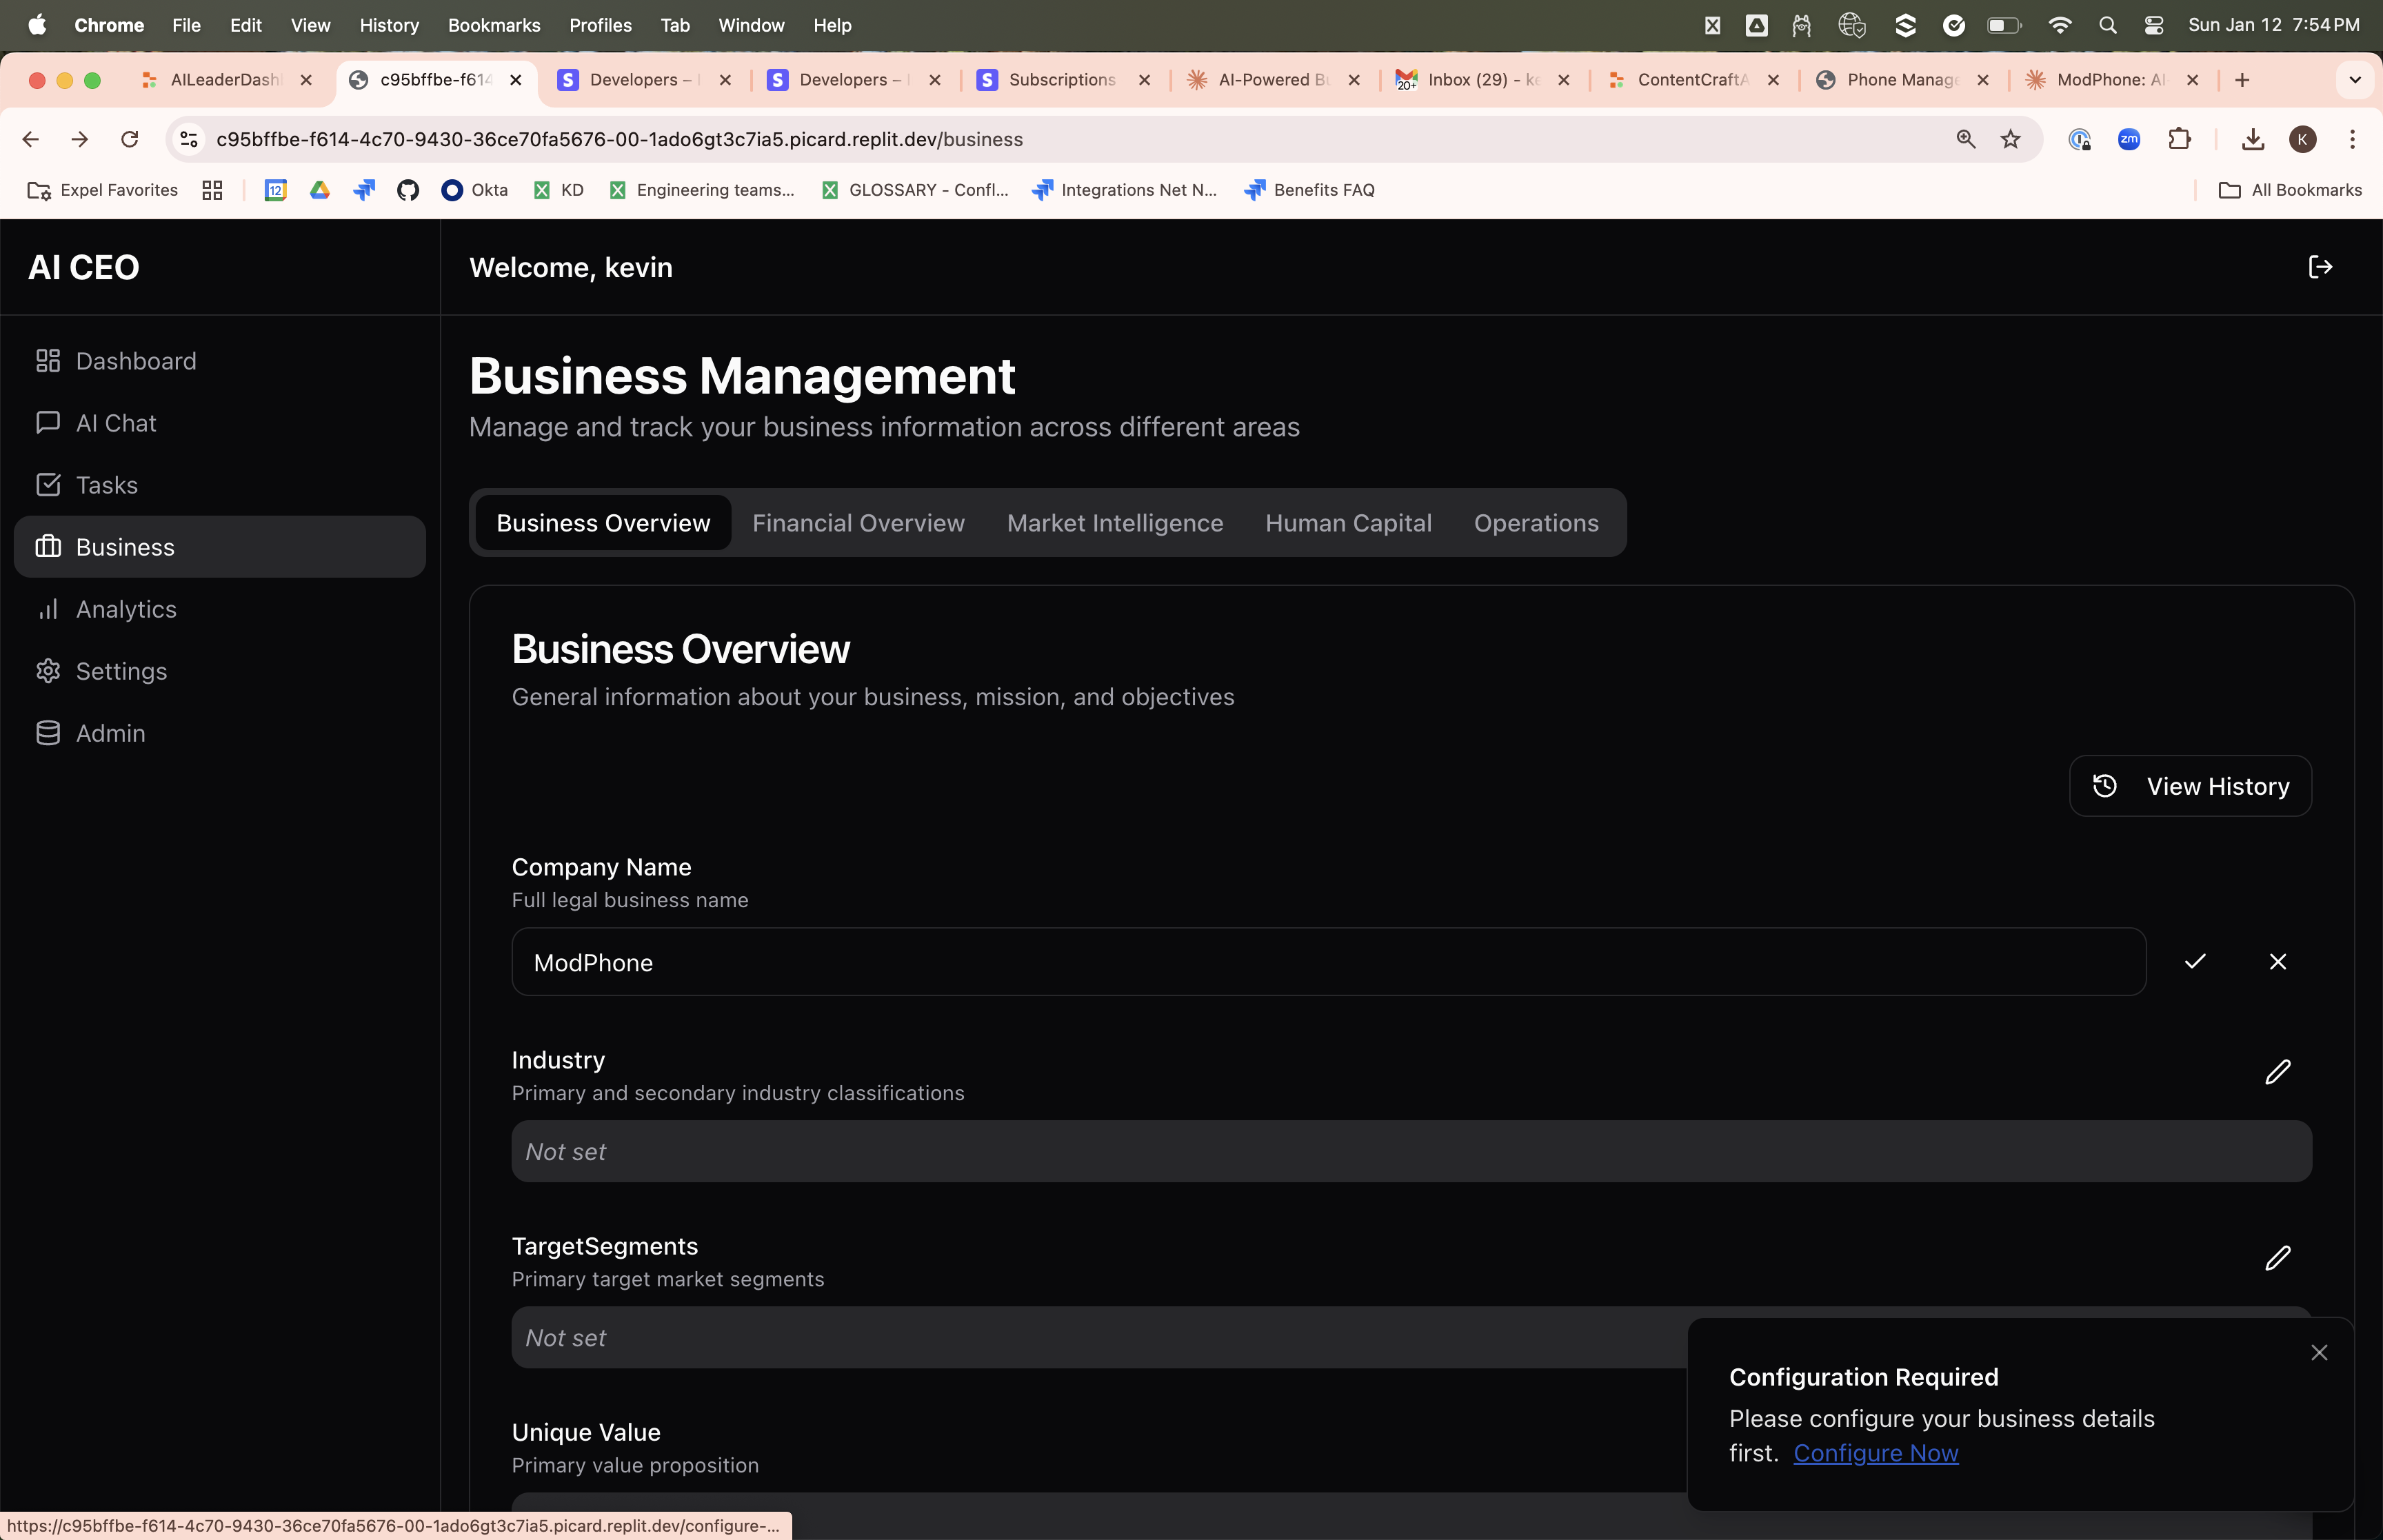 Chrome File Edit View History Bookmarks Profiles Tab Window Help Sun Jan 12 7:54 PM
AILeaderDash c95bffbe-f614 Developers – Developers – Subscriptions AI-Powered Bu Inbox (29) - ke ContentCraftA Phone Manage ModPhone: AI
20+
c95bffbe-f614-4c70-9430-36ce70fa5676-00-1ado6gt3c7ia5.picard.replit.dev/business
zm
K
Expel Favorites 12 Okta KD Engineering teams... GLOSSARY - Confl... Integrations Net N... Benefits FAQ All Bookmarks
AI CEO
Welcome, kevin
Dashboard
AI Chat
Tasks
Business
Analytics
Settings
Admin
Business Management
Manage and track your business information across different areas
Business Overview Financial Overview Market Intelligence Human Capital Operations
Business Overview
General information about your business, mission, and objectives
View History
Company Name
Full legal business name
ModPhone
Industry
Primary and secondary industry classifications
Not set
TargetSegments
Primary target market segments
Not set
Unique Value
Primary value proposition
Configuration Required
Please configure your business details
first. Configure Now
https://c95bffbe-f614-4c70-9430-36ce70fa5676-00-1ado6gt3c7ia5.picard.replit.dev/configure-...